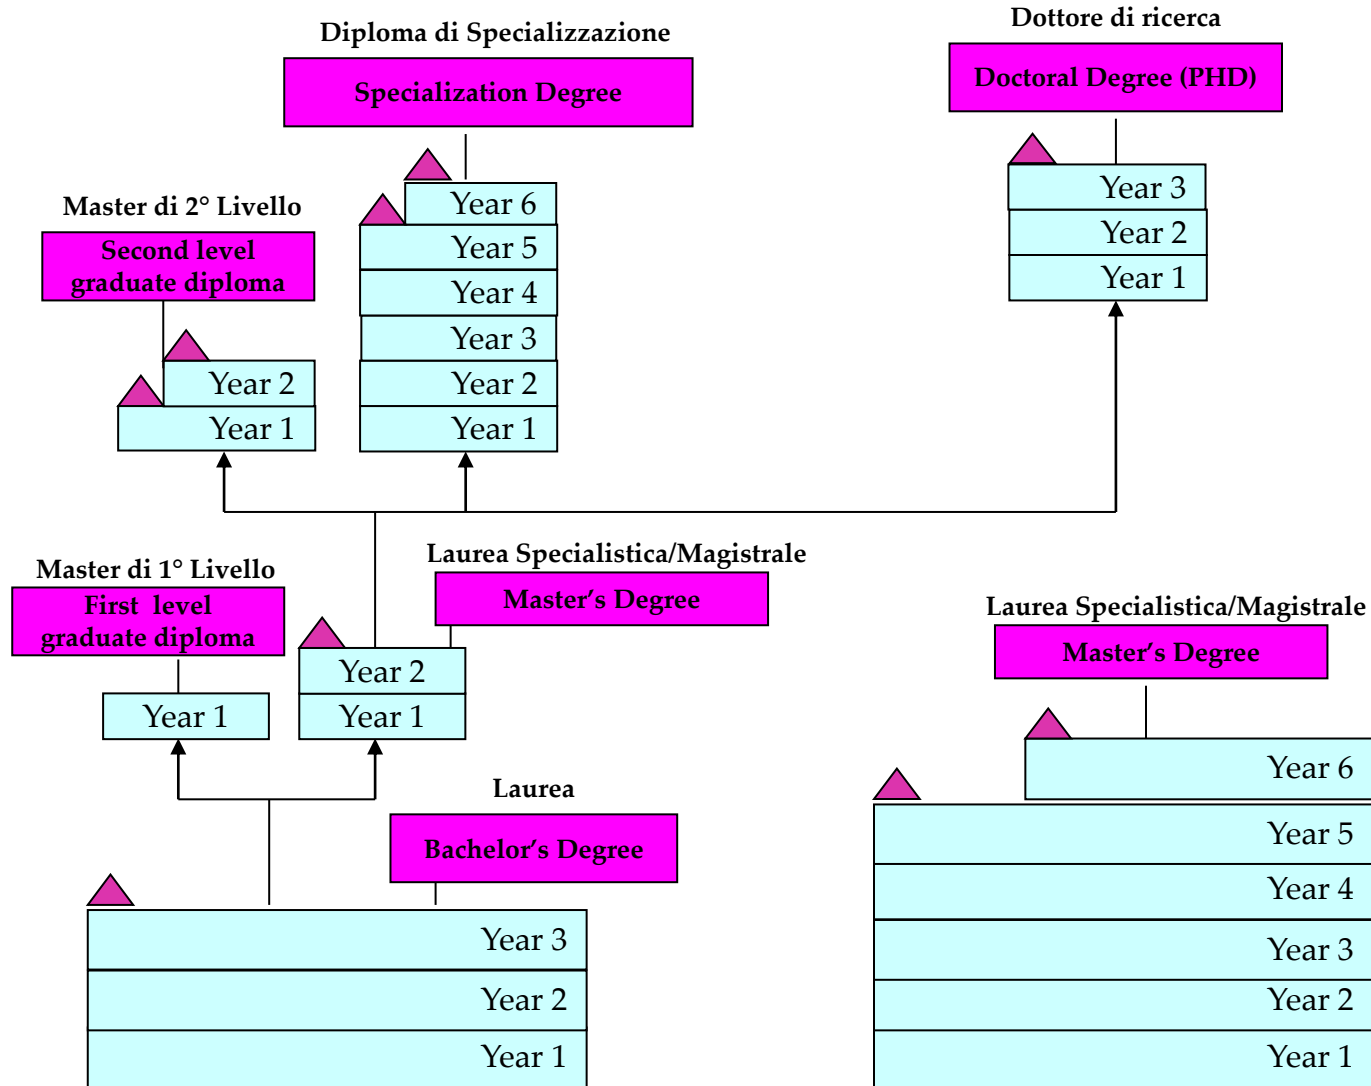 Dottore di ricerca
Doctoral Degree (PHD)
Year 3
Year 2
Year 1
Diploma di Specializzazione
Specialization Degree
Year 6
Year 5
Year 4
Year 3
Year 2
Year 1
Master di 2° Livello
Second level
graduate diploma
Year 2
Year 1
Laurea Specialistica/Magistrale
Master's Degree
Year 2
Year 1
Master di 1° Livello
First level
graduate diploma
Year 1
Laurea Specialistica/Magistrale
Master's Degree
Year 6
Year 5
Year 4
Year 3
Year 2
Year 1
Laurea
Bachelor's Degree
Year 3
Year 2
Year 1